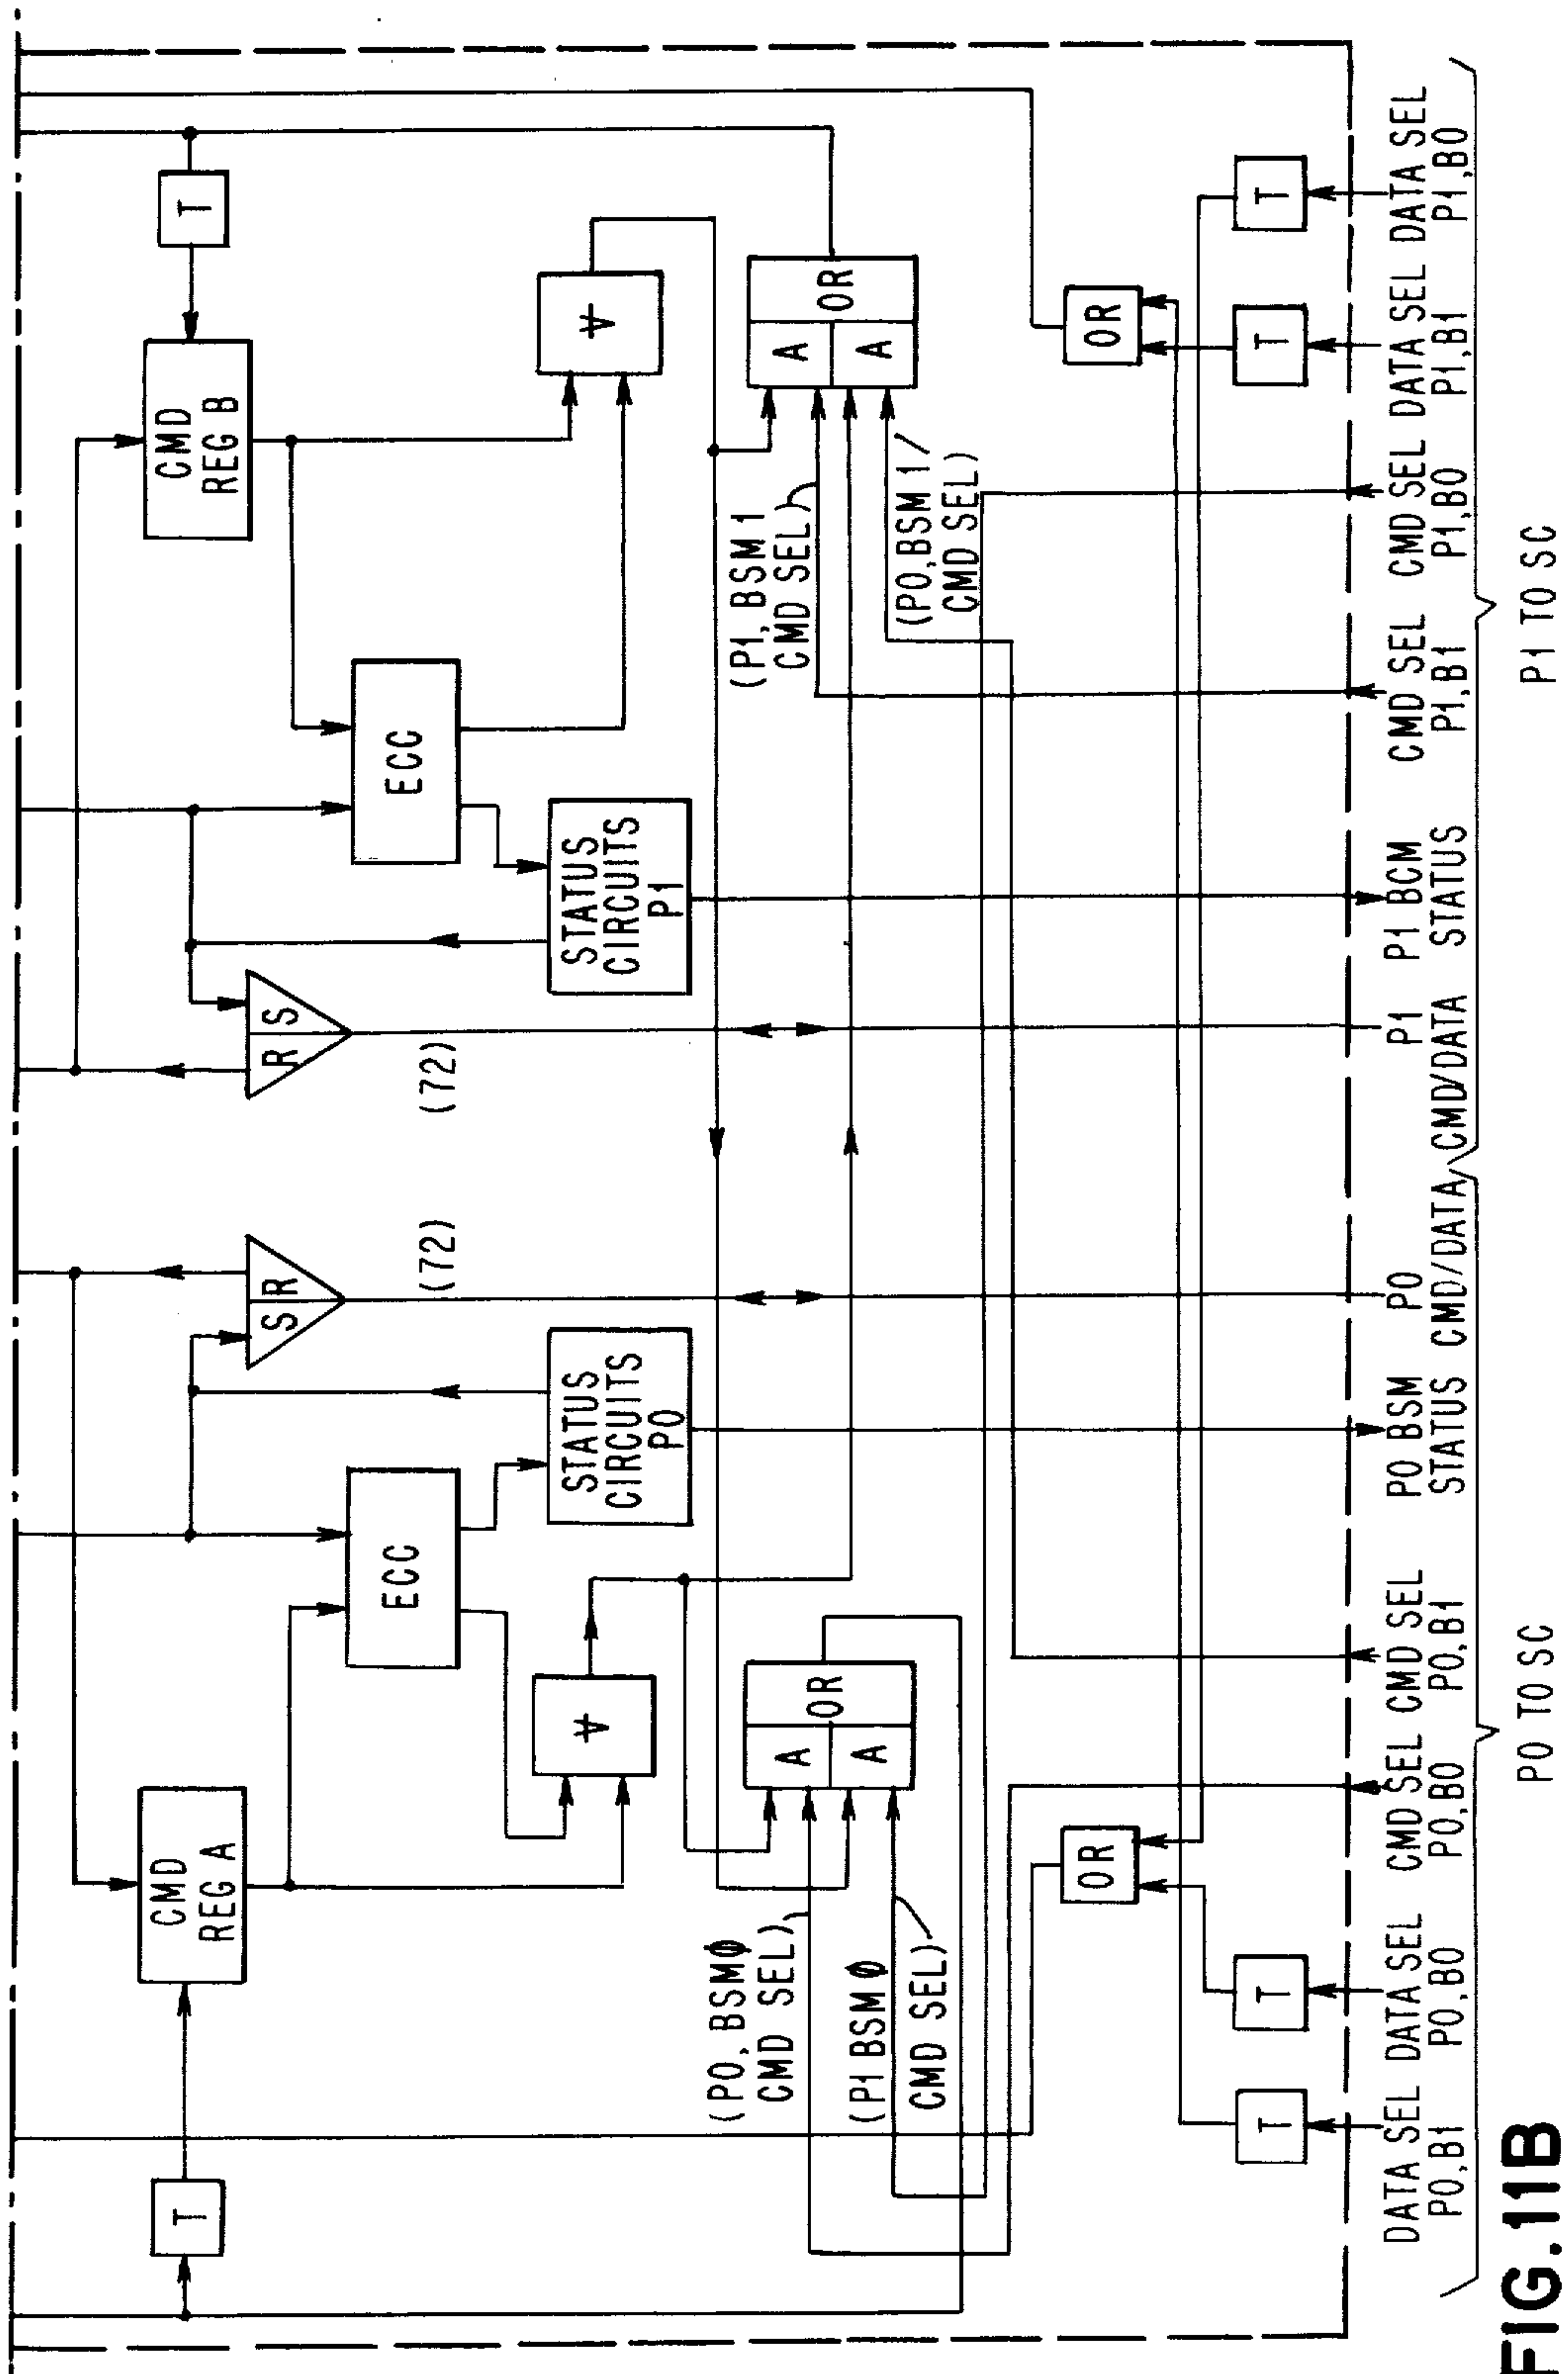 T
CMD
REG A
CMD
REG B
T
S R
R S
(72)
(72)
ECC
ECC
STATUS
CIRCUITS
P0
STATUS
CIRCUITS
P1
∀
∀
A
A
OR
A
A
OR
(P0, BSMΦ
CMD SEL)
(P1 BSMΦ
CMD SEL)
(P1, BSM 1
CMD SEL)
(P0, BSM 1
CMD SEL)
OR
OR
T
T
T
T
DATA SEL
P0,B1
DATA SEL
P0,B0
CMD SEL
P0,B0
CMD SEL
P0,B1
P0 BSM
STATUS
P0
CMD/DATA
P1
CMD/DATA
P1 BCM
STATUS
CMD SEL
P1,B1
CMD SEL
P1,B0
DATA SEL
P1,B1
DATA SEL
P1,B0
P0 TO SC
P1 TO SC
FIG.11B